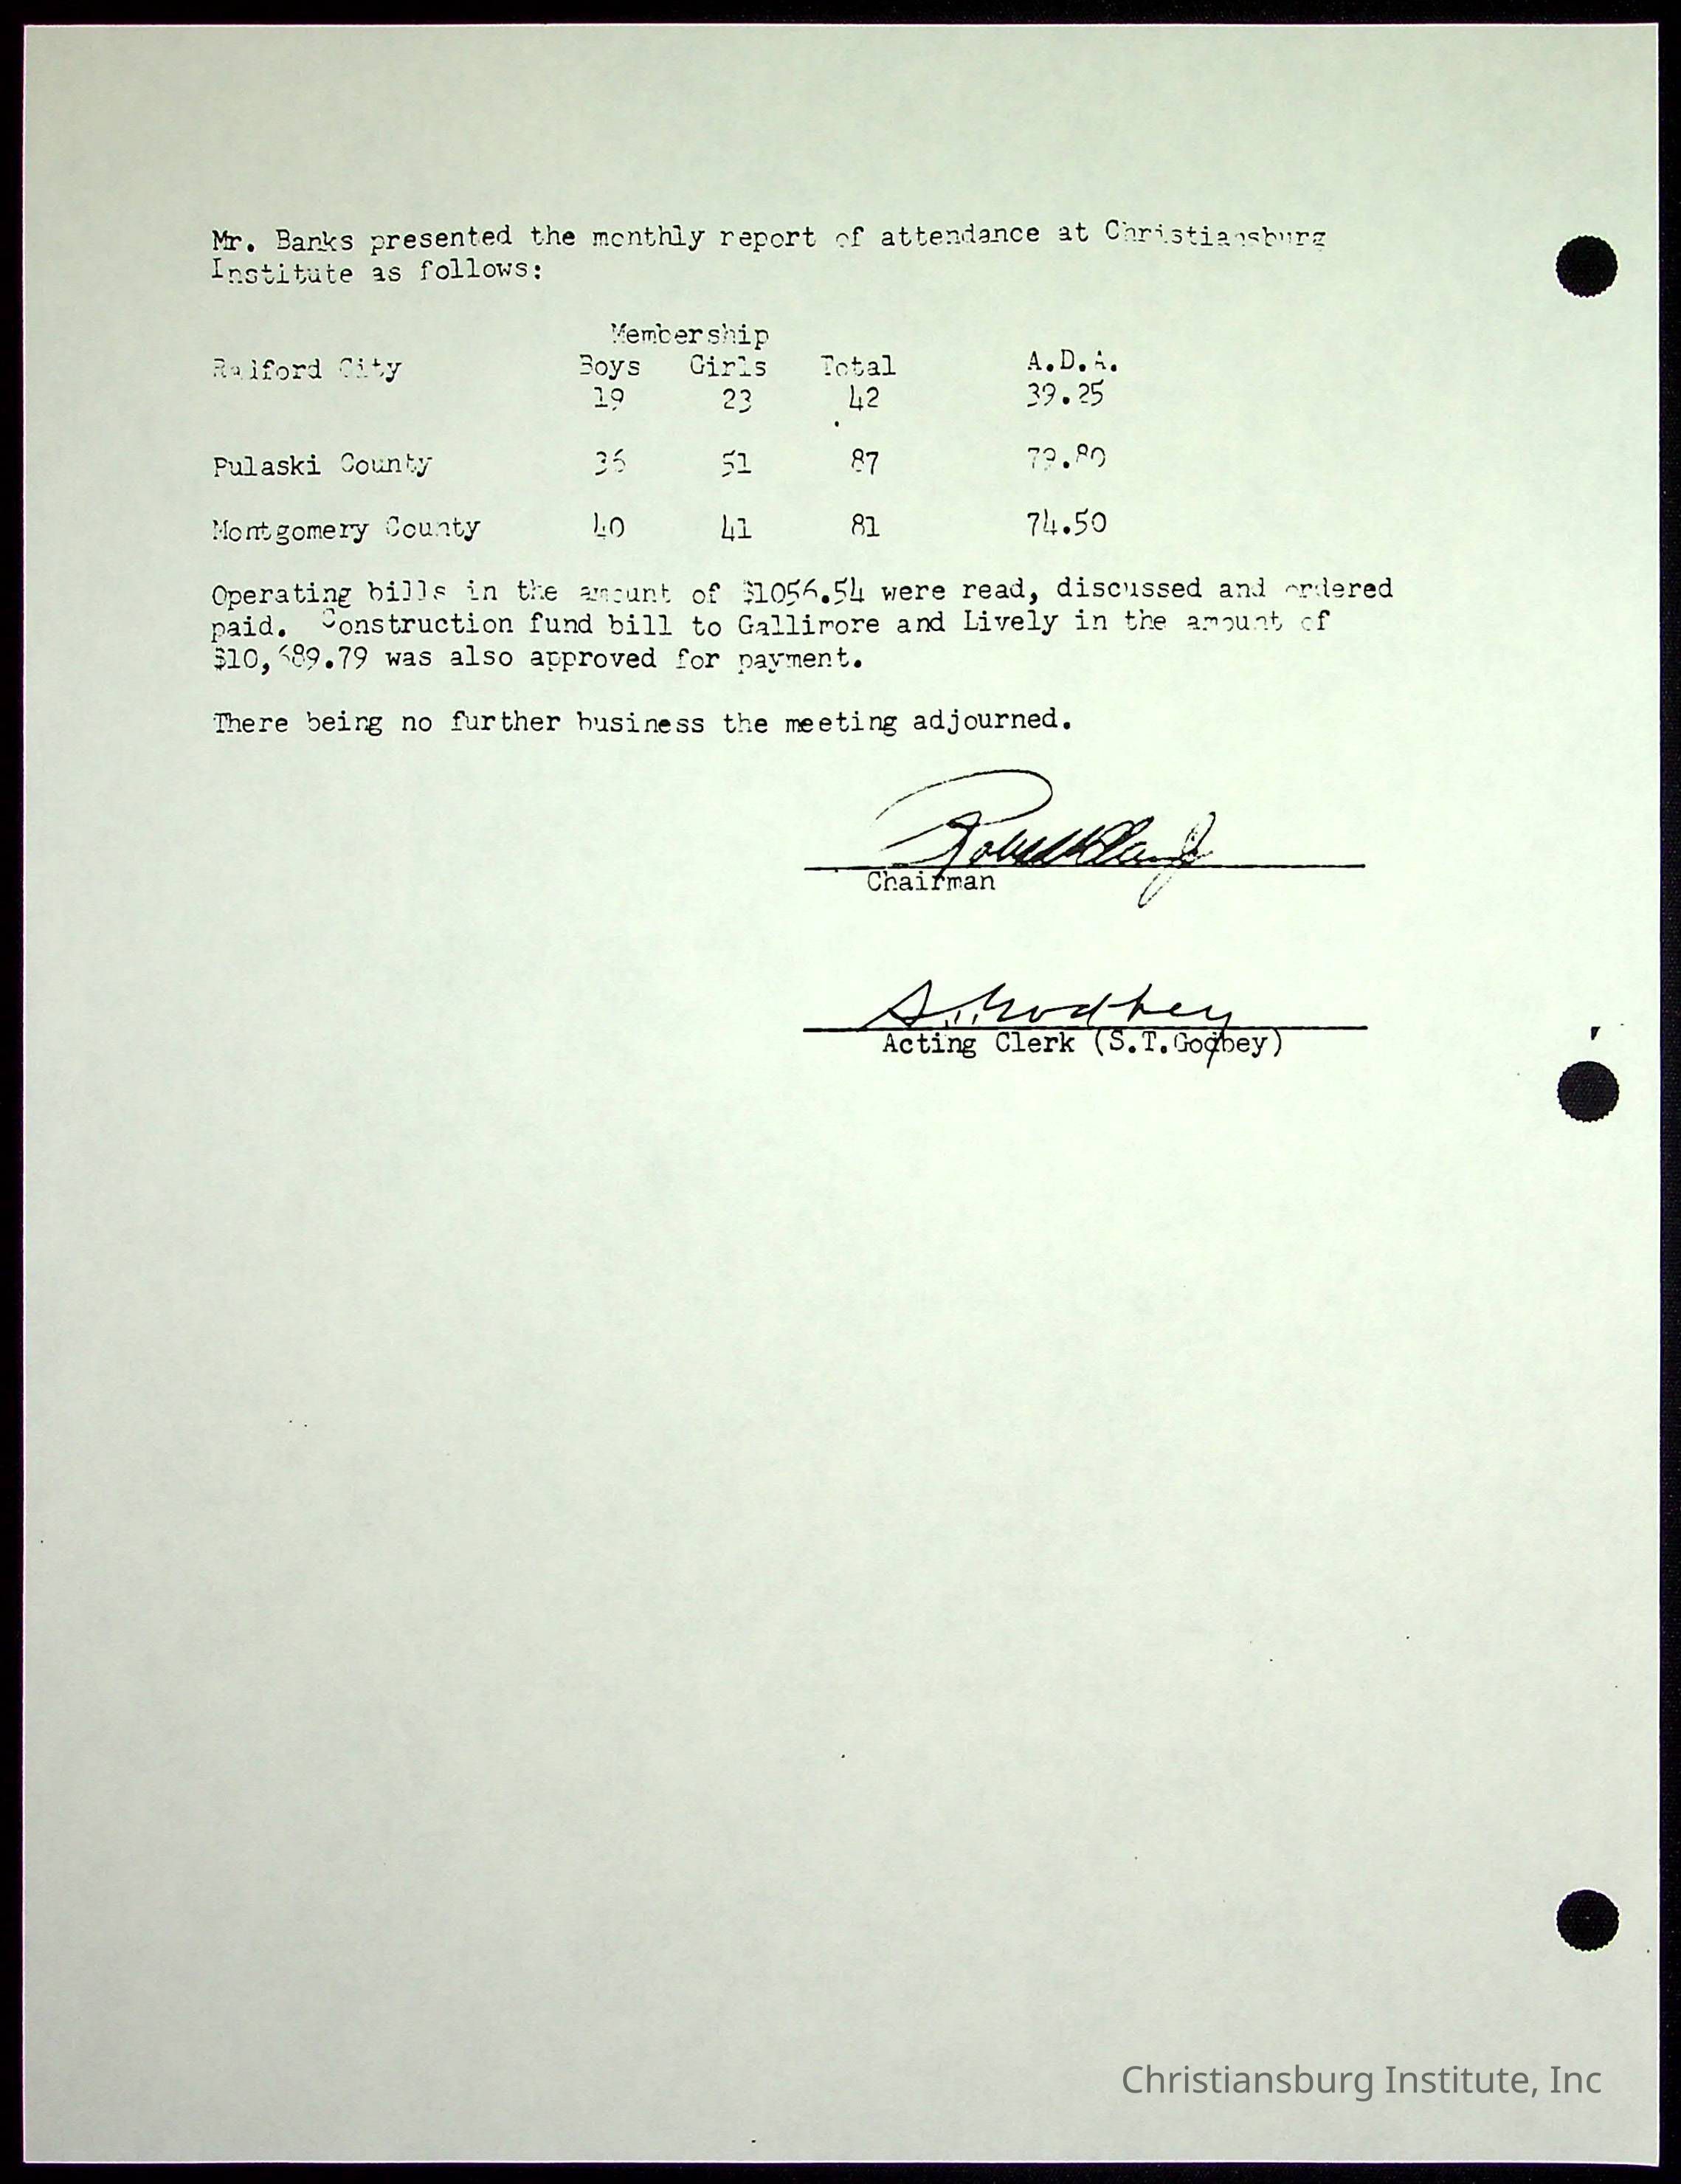 Mr. Banks presented the monthly report of attendance at Christiansburg
Institute as follows:
Membership
Radford City Boys Girls Total A.D.A.
19 23 42 39.25
Pulaski County 36 51 87 79.80
Montgomery County 40 41 81 74.50
Operating bills in the amount of $1056.54 were read, discussed and ordered
paid. Construction fund bill to Gallimore and Lively in the amount of
$10,689.79 was also approved for payment.
There being no further business the meeting adjourned.
Chairman
S.T. Godbey
Acting Clerk (S.T.Godbey)
Christiansburg Institute, Inc